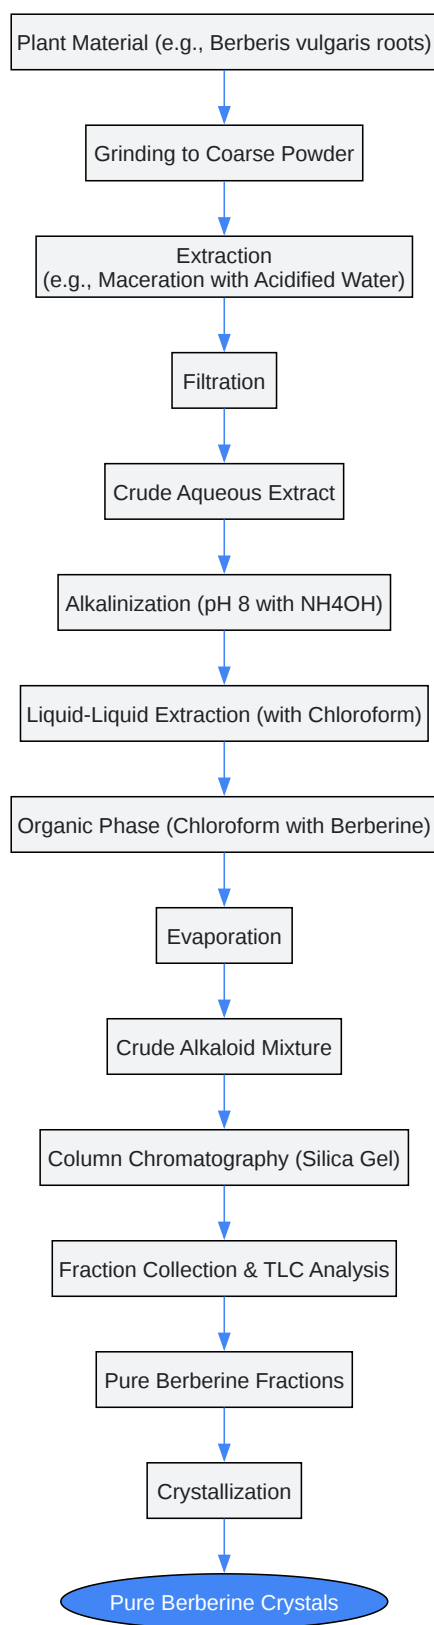 Plant Material (e.g., Berberis vulgaris roots)
Grinding to Coarse Powder
Extraction
(e.g., Maceration with Acidified Water)
Filtration
Crude Aqueous Extract
Alkalinization (pH 8 with NH4OH)
Liquid-Liquid Extraction (with Chloroform)
Organic Phase (Chloroform with Berberine)
Evaporation
Crude Alkaloid Mixture
Column Chromatography (Silica Gel)
Fraction Collection & TLC Analysis
Pure Berberine Fractions
Crystallization
Pure Berberine Crystals